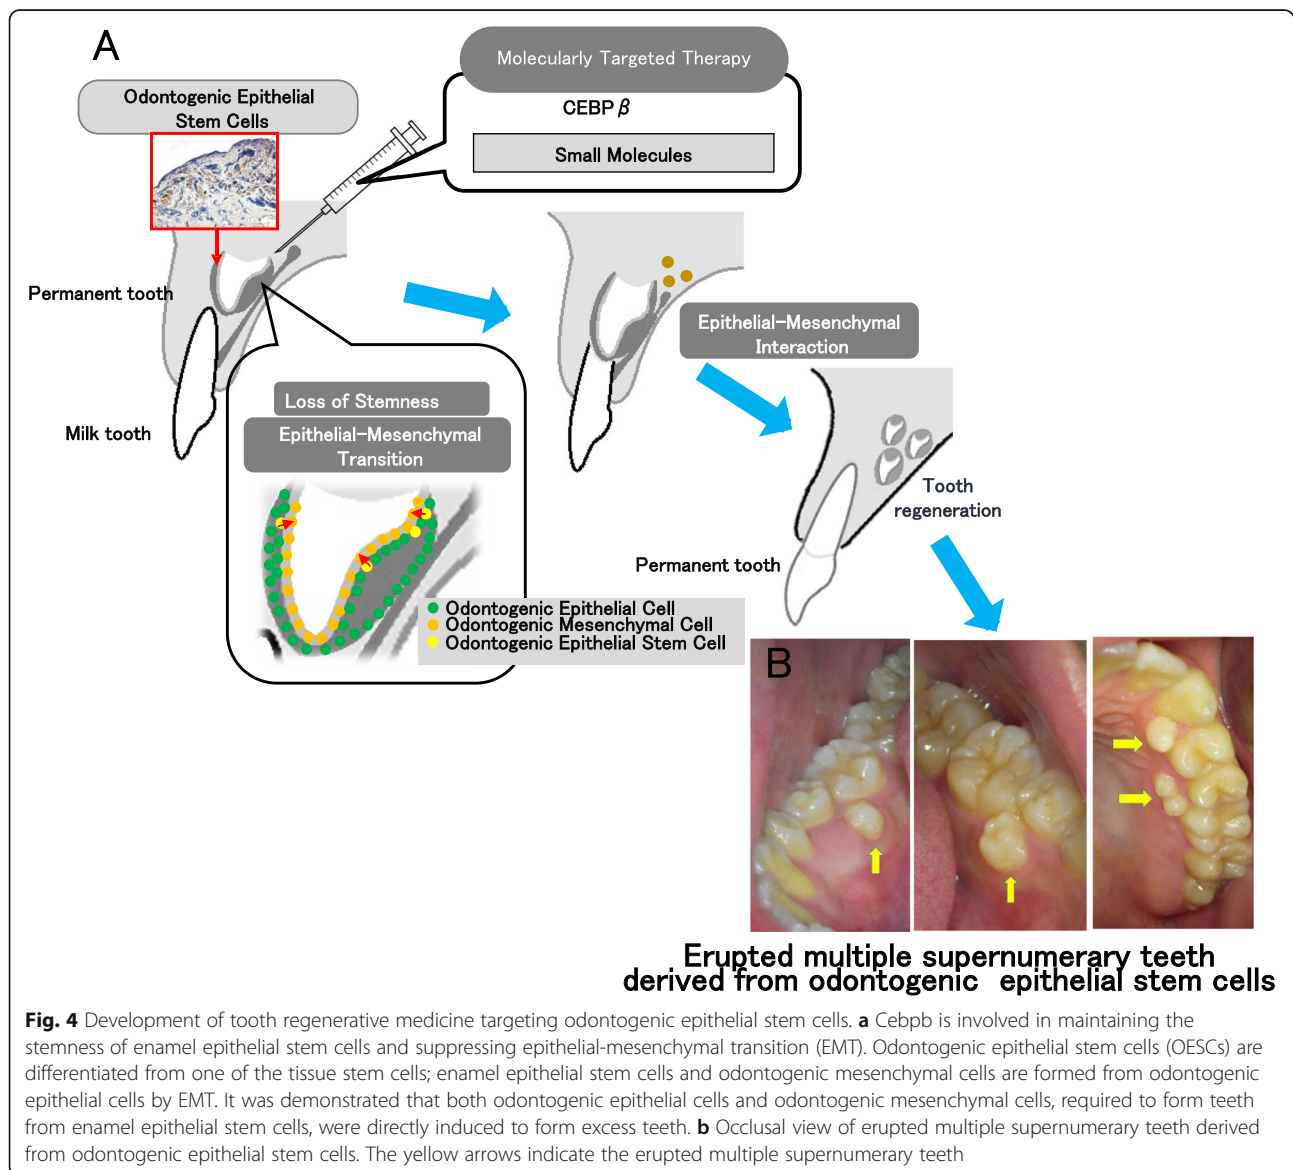 A
Molecularly Targeted Therapy
CEBP β
Small Molecules
Odontogenic Epithelial
Stem Cells
Permanent tooth
Milk tooth
Loss of Stemness
Epithelial-Mesenchymal
Transition
Odontogenic Epithelial Cell
Odontogenic Mesenchymal Cell
Odontogenic Epithelial Stem Cell
Epithelial-Mesenchymal
Interaction
Tooth
regeneration
Permanent tooth
B
Erupted multiple supernumerary teeth
derived from odontogenic epithelial stem cells
Fig. 4 Development of tooth regenerative medicine targeting odontogenic epithelial stem cells. a Cebpb is involved in maintaining the
stemness of enamel epithelial stem cells and suppressing epithelial-mesenchymal transition (EMT). Odontogenic epithelial stem cells (OESCs) are
differentiated from one of the tissue stem cells; enamel epithelial stem cells and odontogenic mesenchymal cells are formed from odontogenic
epithelial cells by EMT. It was demonstrated that both odontogenic epithelial cells and odontogenic mesenchymal cells, required to form teeth
from enamel epithelial stem cells, were directly induced to form excess teeth. b Occlusal view of erupted multiple supernumerary teeth derived
from odontogenic epithelial stem cells. The yellow arrows indicate the erupted multiple supernumerary teeth